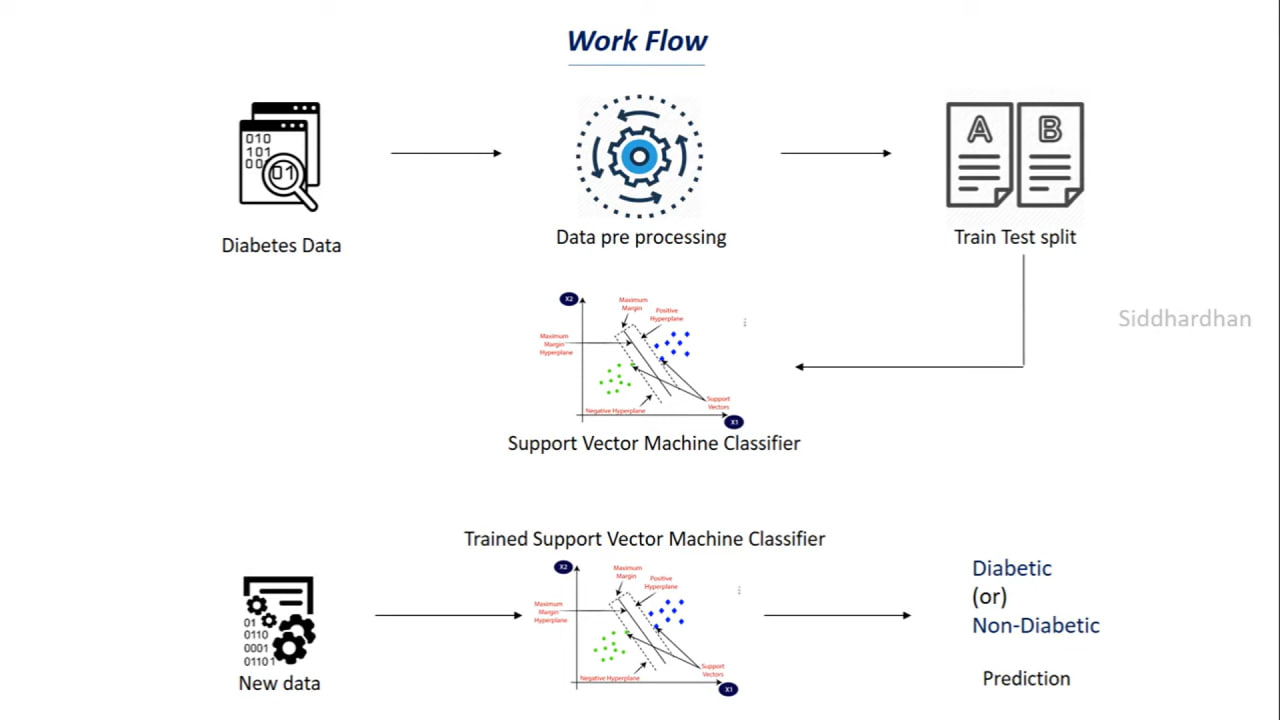 Work Flow
010
101
00
01
A
B
Diabetes Data
Data pre processing
Train Test split
Siddhardhan
X2
Maximum
Margin
Positive
Hyperplane
Maximum
Margin
Hyperplane
Support
Vectors
Negative Hyperplane
X1
Support Vector Machine Classifier
Trained Support Vector Machine Classifier
X2
Maximum
Margin
Positive
Hyperplane
Maximum
Margin
Hyperplane
Support
Vectors
Negative Hyperplane
X1
01
0110
0001
01101
New data
Diabetic
(or)
Non-Diabetic
Prediction